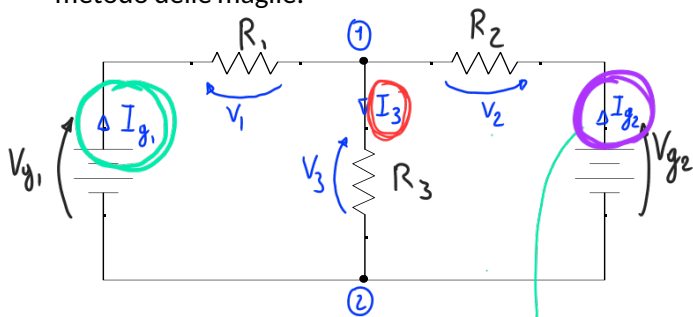 metodo delle maglie.
R1 1 R2
V1 I3 V2
Ig1 Ig2
Vg1 V3 R3 Vg2
2